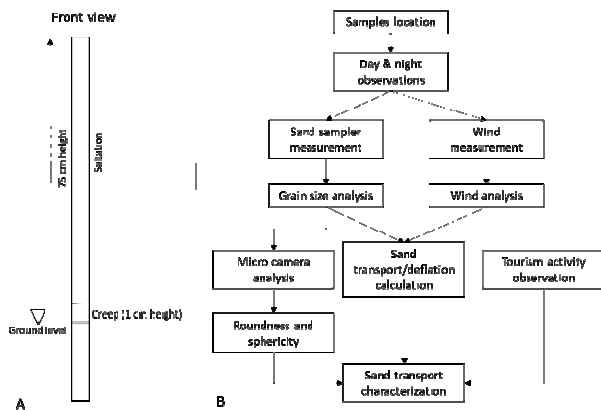 Front view
75 cm height
Saltation
Creep (1 cm height)
Ground level
A
Samples location
Day & night
observations
Sand sampler
measurement
Wind
measurement
Grain size analysis
Wind analysis
Micro camera
analysis
Sand
transport/deflation
calculation
Tourism activity
observation
Roundness and
sphericity
Sand transport
characterization
B